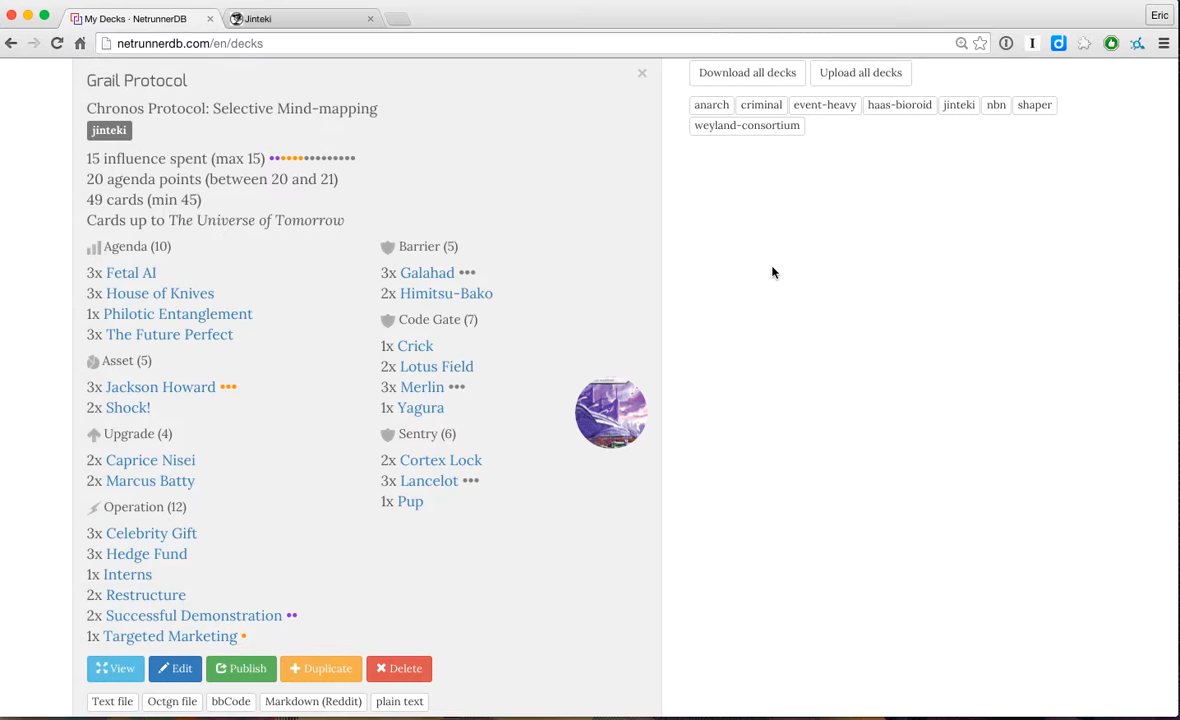 My Decks · NetrunnerDB
Jinteki
Eric
netrunnerdb.com/en/decks
Grail Protocol
Chronos Protocol: Selective Mind-mapping
jinteki
15 influence spent (max 15)
20 agenda points (between 20 and 21)
49 cards (min 45)
Cards up to The Universe of Tomorrow
Agenda (10)
3x Fetal AI
3x House of Knives
1x Philotic Entanglement
3x The Future Perfect
Asset (5)
3x Jackson Howard
2x Shock!
Upgrade (4)
2x Caprice Nisei
2x Marcus Batty
Operation (12)
3x Celebrity Gift
3x Hedge Fund
1x Interns
2x Restructure
2x Successful Demonstration
1x Targeted Marketing
Barrier (5)
3x Galahad
2x Himitsu-Bako
Code Gate (7)
1x Crick
2x Lotus Field
3x Merlin
1x Yagura
Sentry (6)
2x Cortex Lock
3x Lancelot
1x Pup
View Edit Publish Duplicate Delete
Text file Octgn file bbCode Markdown (Reddit) plain text
Download all decks Upload all decks
anarch criminal event-heavy haas-bioroid jinteki nbn shaper
weyland-consortium